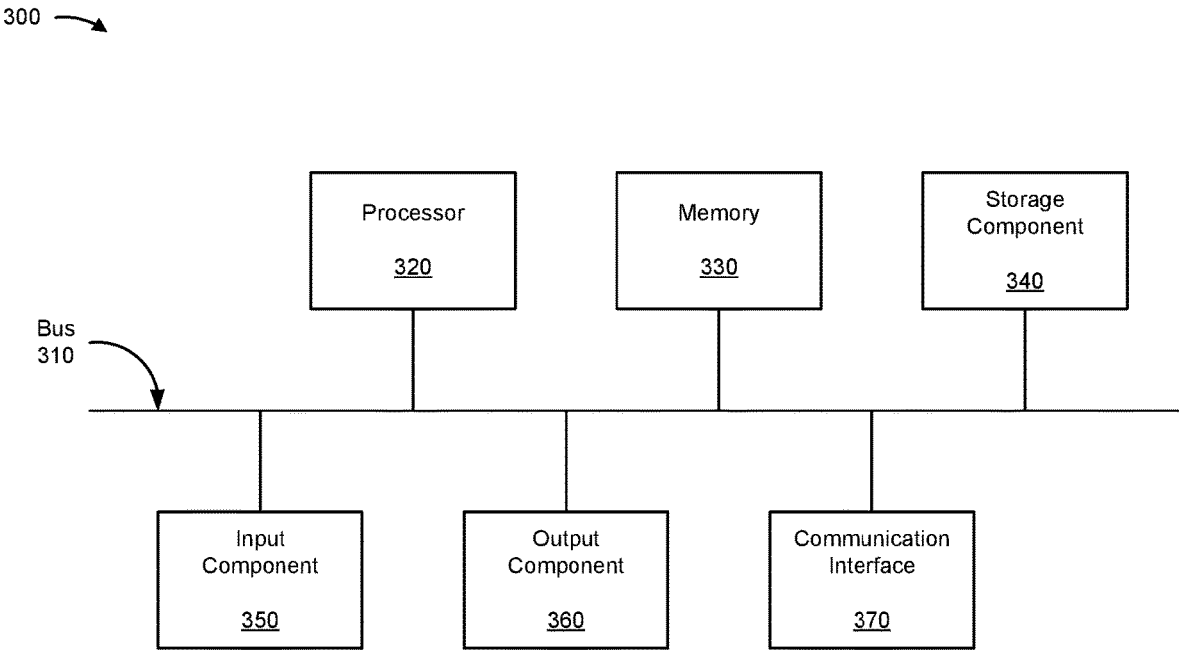 300
Processor
320
Memory
330
Storage
Component
340
Bus
310
Input
Component
350
Output
Component
360
Communication
Interface
370